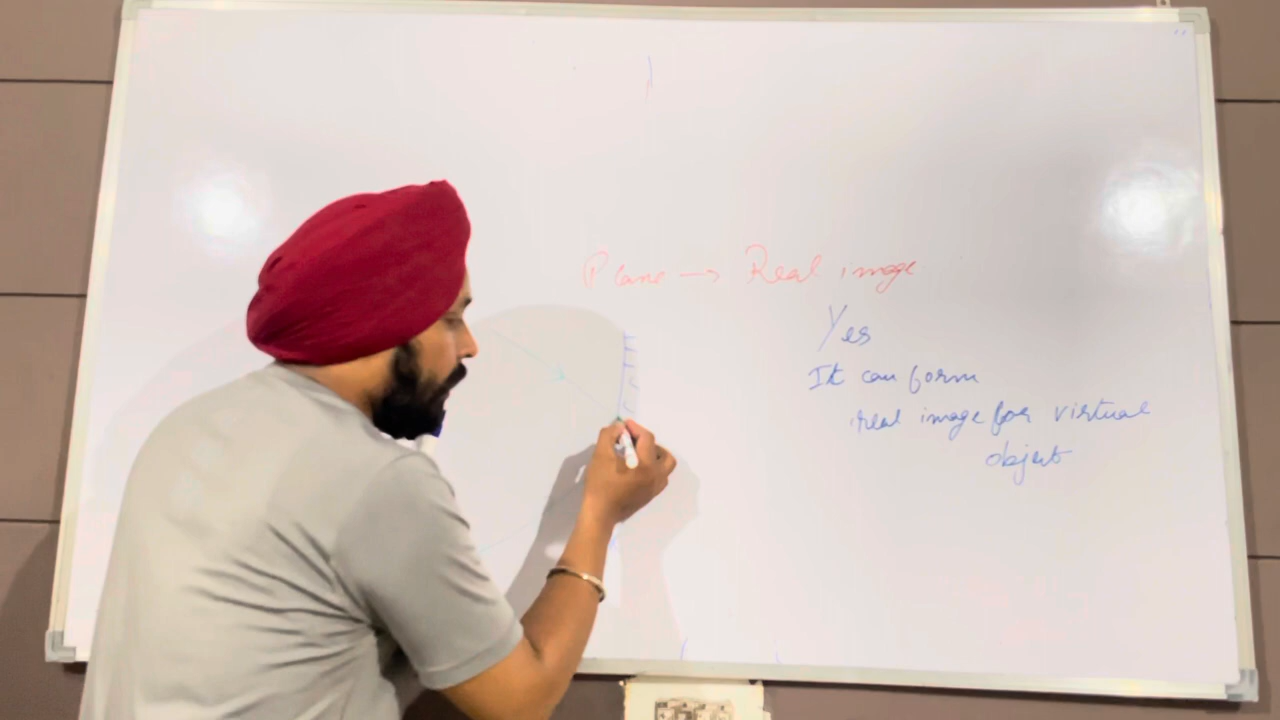 Plane → Real image
Yes
It can form
real image for virtual
object